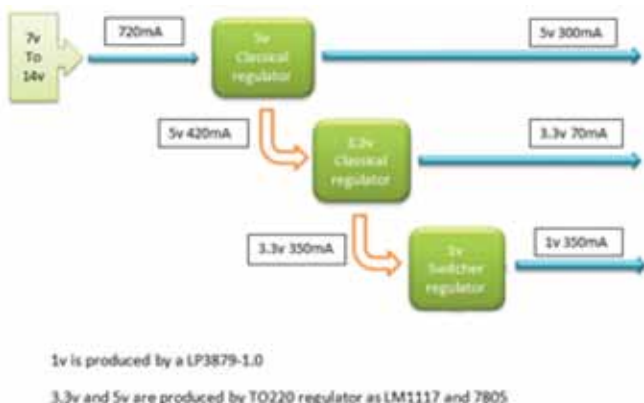 7v
To
14v
720mA
5v
Classical
regulator
5v 300mA
5v 420mA
3.3v
Classical
regulator
3.3v 70mA
3.3v 350mA
1v
Switcher
regulator
1v 350mA
1v is produced by a LP3879-1.0
3.3v and 5v are produced by TO220 regulator as LM1117 and 7805